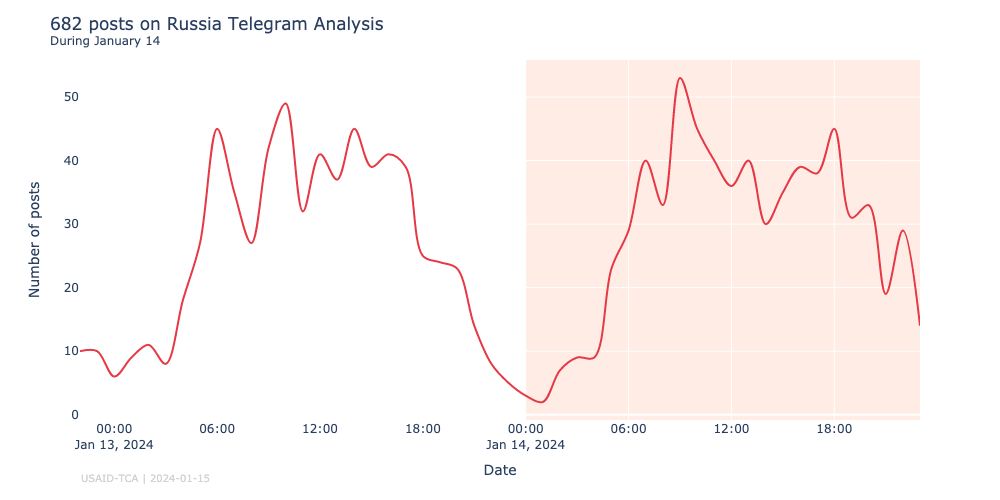 682 posts on Russia Telegram Analysis
During January 14
50
40
30
20
10
0
Number of posts
00:00 06:00 12:00 18:00 00:00 06:00 12:00 18:00
Jan 13, 2024 Jan 14, 2024
Date
USAID-TCA | 2024-01-15